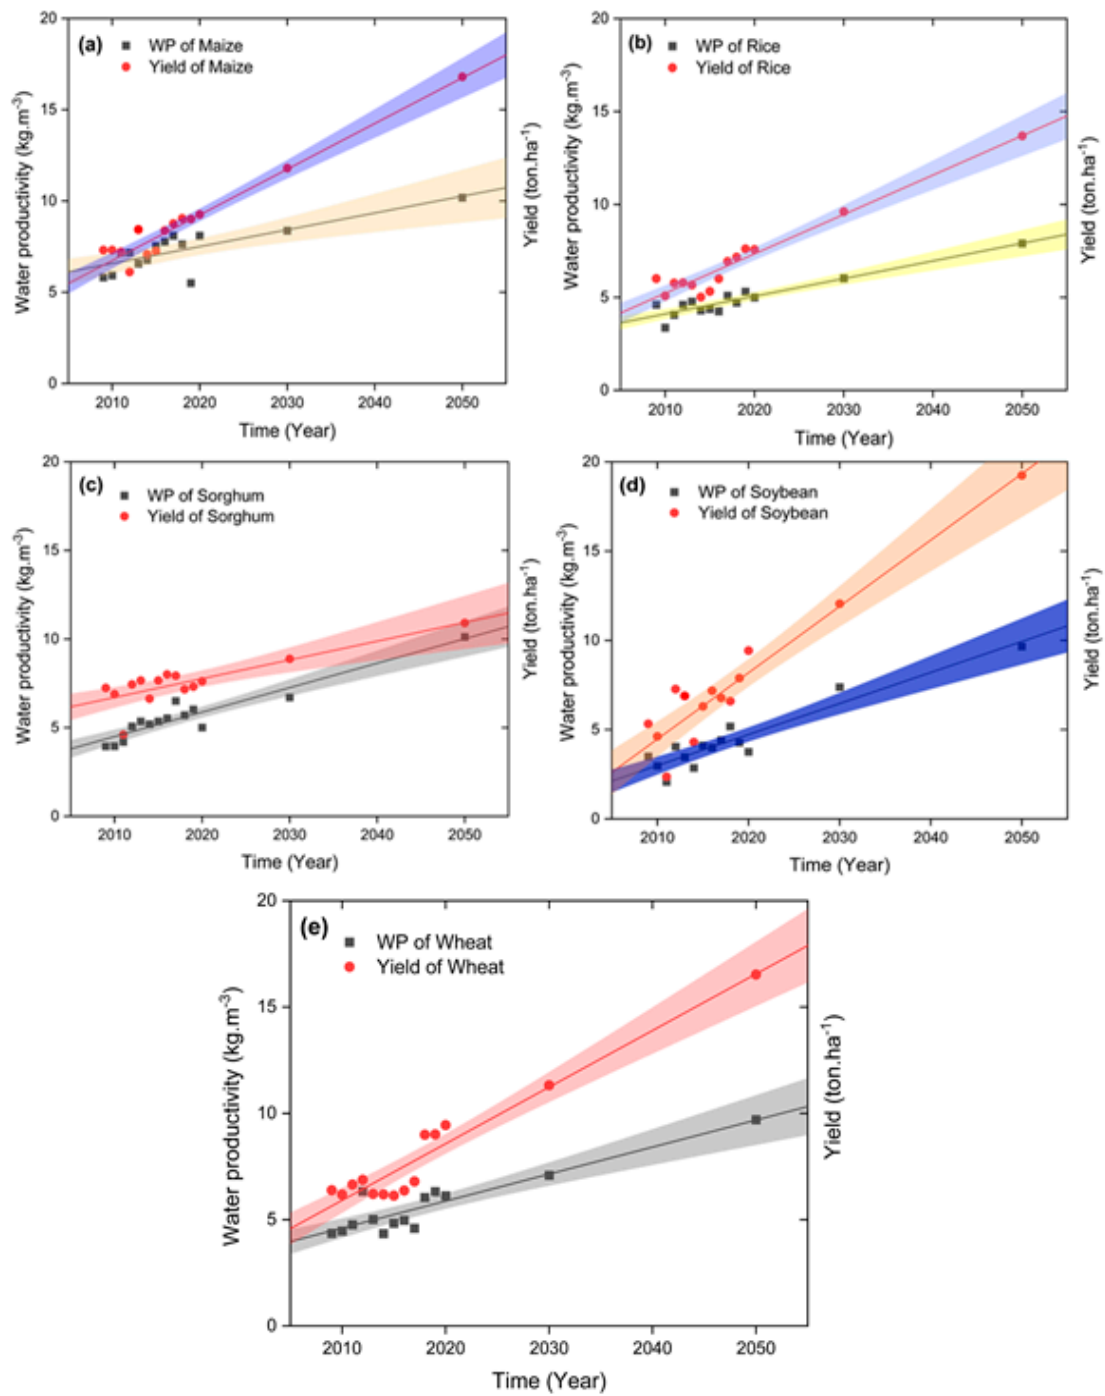 (a)
WP of Maize
Yield of Maize
Water productivity (kg.m-3)
Yield (ton.ha-1)
20
15
10
5
0
2010 2020 2030 2040 2050
Time (Year)
(b)
WP of Rice
Yield of Rice
Water productivity (kg.m-3)
Yield (ton.ha-1)
20
15
10
5
0
2010 2020 2030 2040 2050
Time (Year)
(c)
WP of Sorghum
Yield of Sorghum
Water productivity (kg.m-3)
Yield (ton.ha-1)
20
15
10
5
0
2010 2020 2030 2040 2050
Time (Year)
(d)
WP of Soybean
Yield of Soybean
Water productivity (kg.m-3)
Yield (ton.ha-1)
20
15
10
5
0
2010 2020 2030 2040 2050
Time (Year)
(e)
WP of Wheat
Yield of Wheat
Water productivity (kg.m-3)
Yield (ton.ha-1)
20
15
10
5
0
2010 2020 2030 2040 2050
Time (Year)